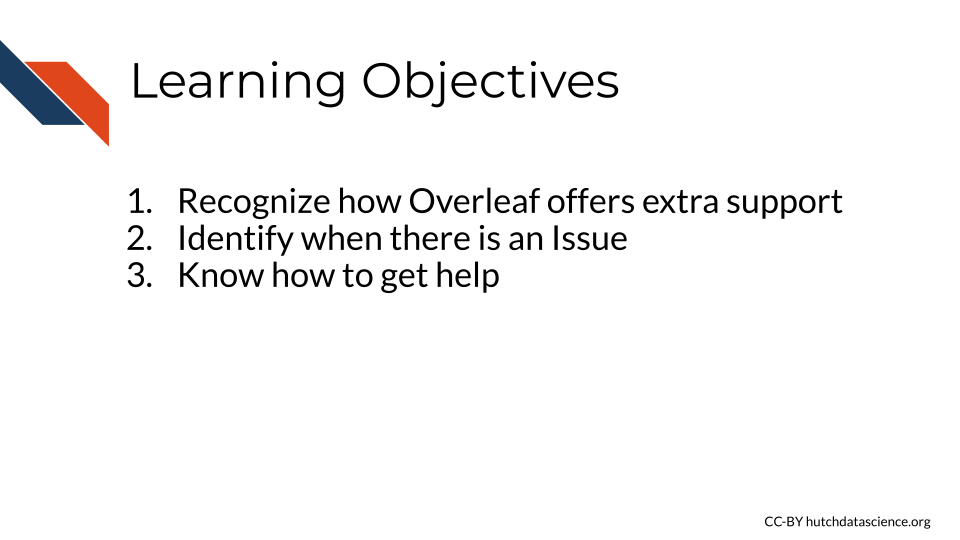 Learning Objectives
1. Recognize how Overleaf offers extra support
2. Identify when there is an Issue
3. Know how to get help
CC-BY hutchdatascience.org